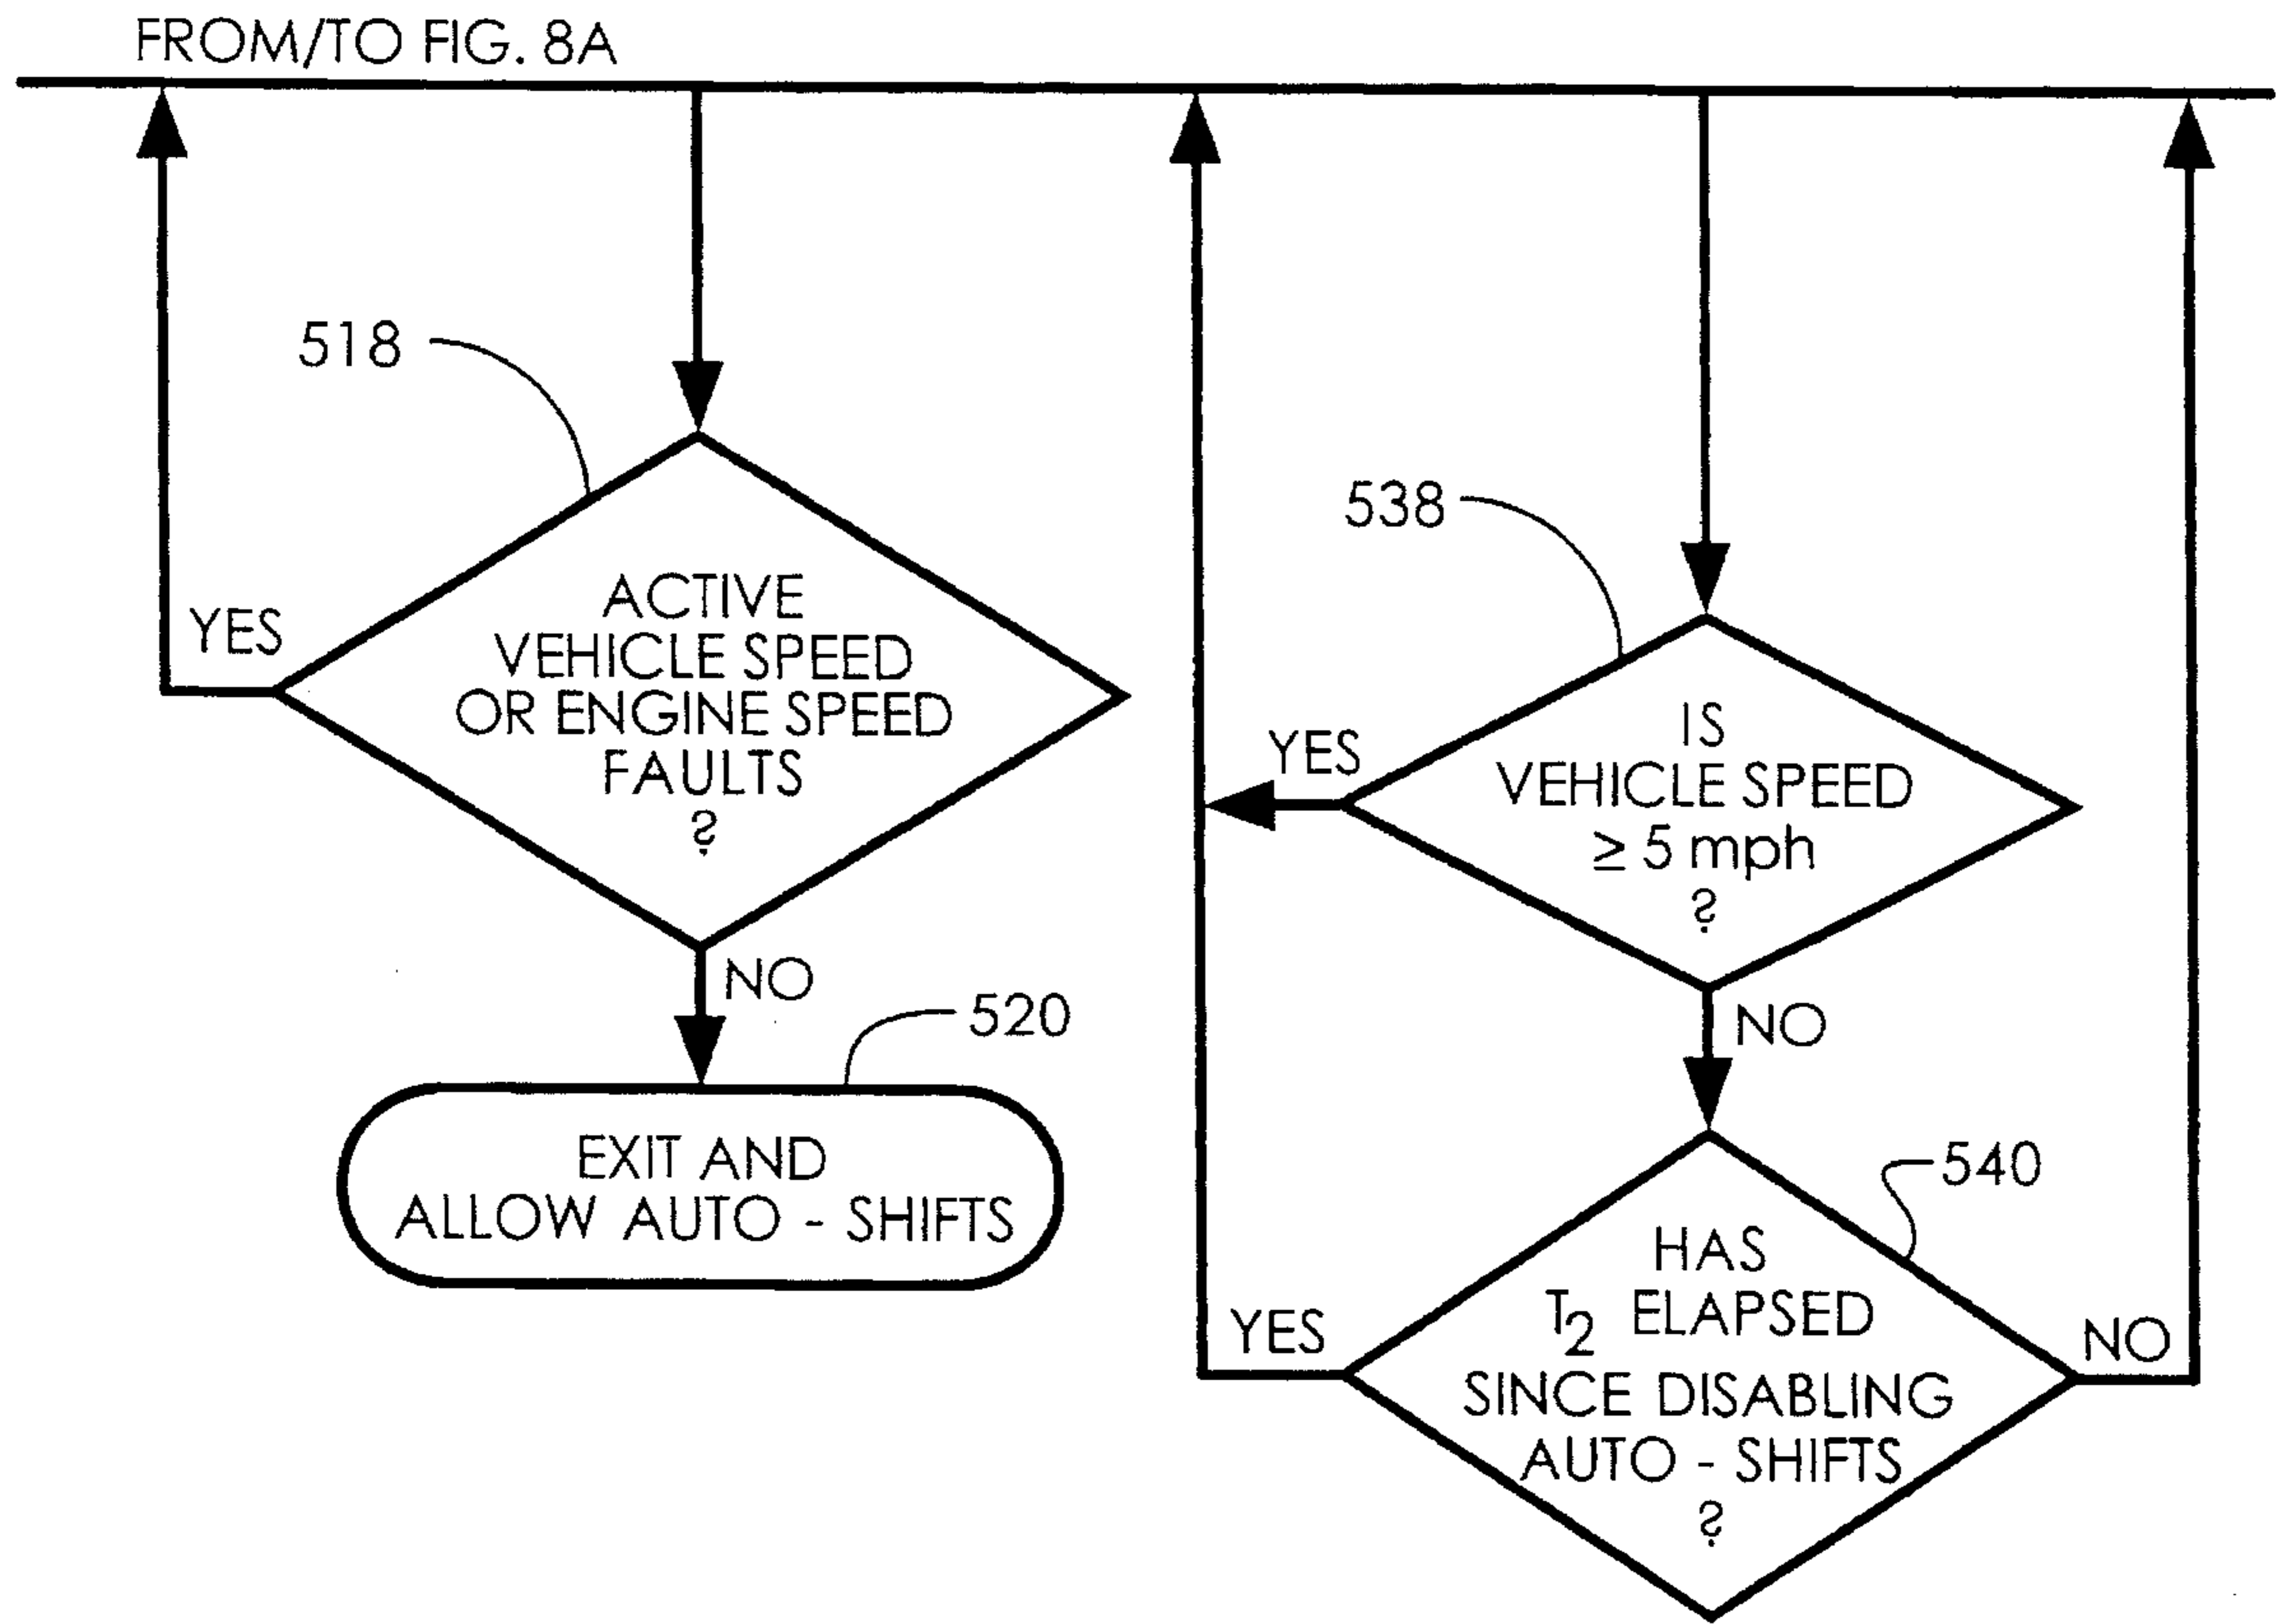 FROM/TO FIG. 8A
518
ACTIVE
VEHICLE SPEED
OR ENGINE SPEED
FAULTS
?
YES
NO
520
EXIT AND
ALLOW AUTO - SHIFTS
538
IS
VEHICLE SPEED
≥ 5 mph
?
YES
NO
540
HAS
T2 ELAPSED
SINCE DISABLING
AUTO - SHIFTS
?
YES
NO